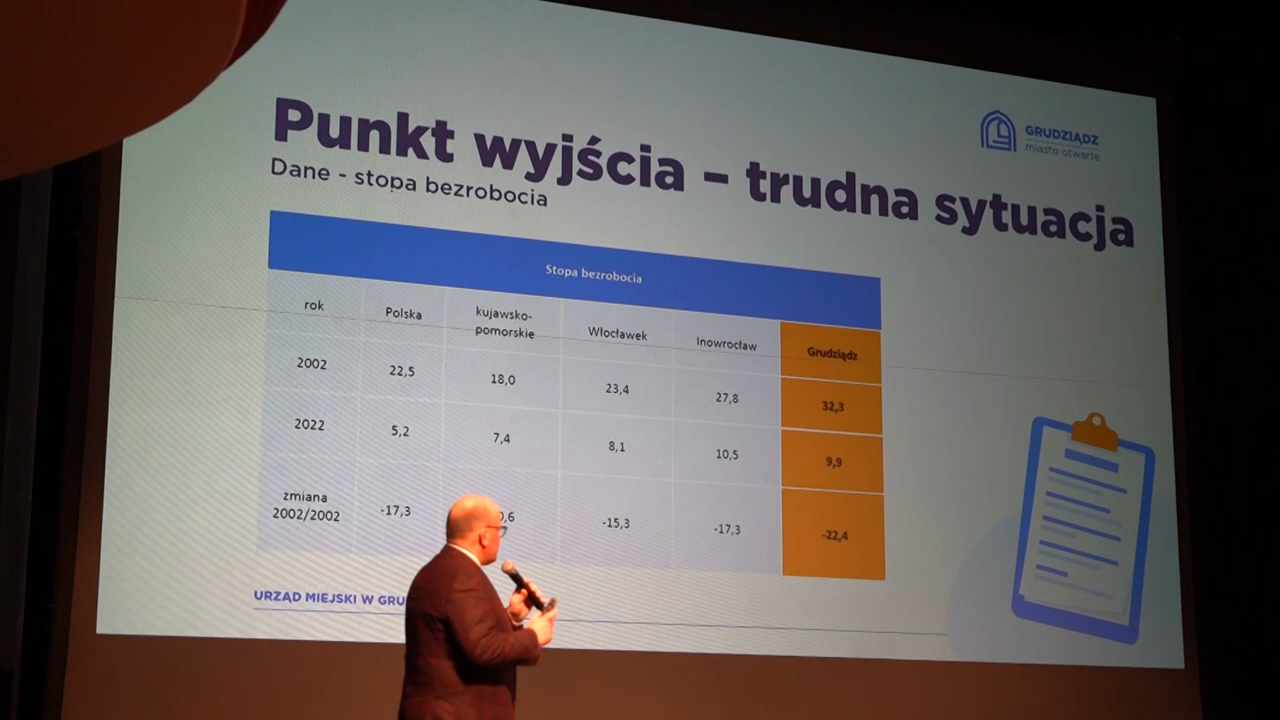 GRUDZIĄDZ
miasto otwarte
Punkt wyjścia – trudna sytuacja
Dane - stopa bezrobocia
Stopa bezrobocia
rok Polska kujawsko-
pomorskie Włocławek Inowrocław Grudziądz
2002 22,5 18,0 23,4 27,8 32,3
2022 5,2 7,4 8,1 10,5 9,9
zmiana
2002/2002 -17,3 0,6 -15,3 -17,3 -22,4
URZĄD MIEJSKI W GRU